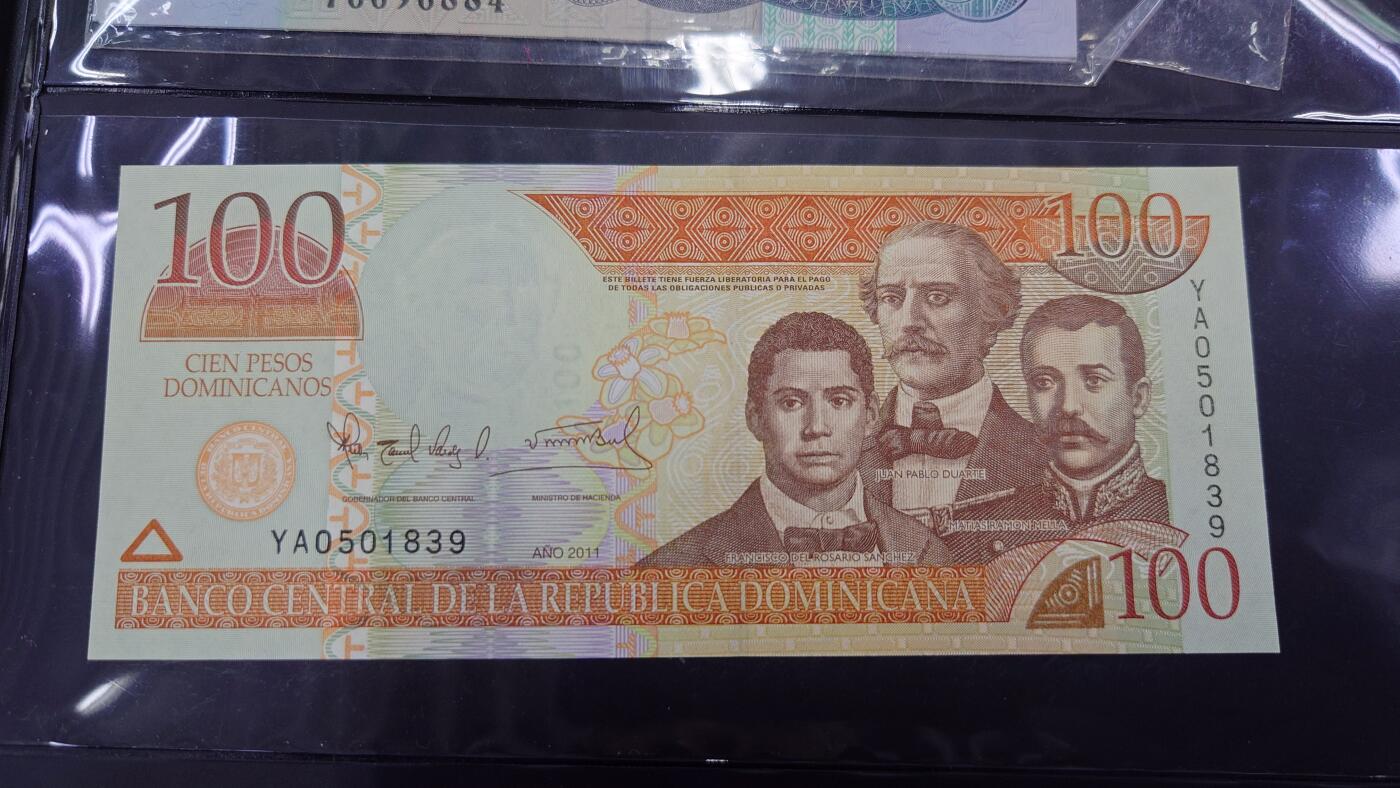 76696884
100
100
ESTE BILLETE TIENE FUERZA LIBERATORIA PARA EL PAGO
DE TODAS LAS OBLIGACIONES PUBLICAS O PRIVADAS
CIEN PESOS
DOMINICANOS
YA0501839
JUAN PABLO DUARTE
MATIAS RAMON MELLA
FRANCISCO DEL ROSARIO SANCHEZ
GOBERNADOR DEL BANCO CENTRAL
MINISTRO DE HACIENDA
YA0501839
AÑO 2011
100
BANCO CENTRAL DE LA REPUBLICA DOMINICANA